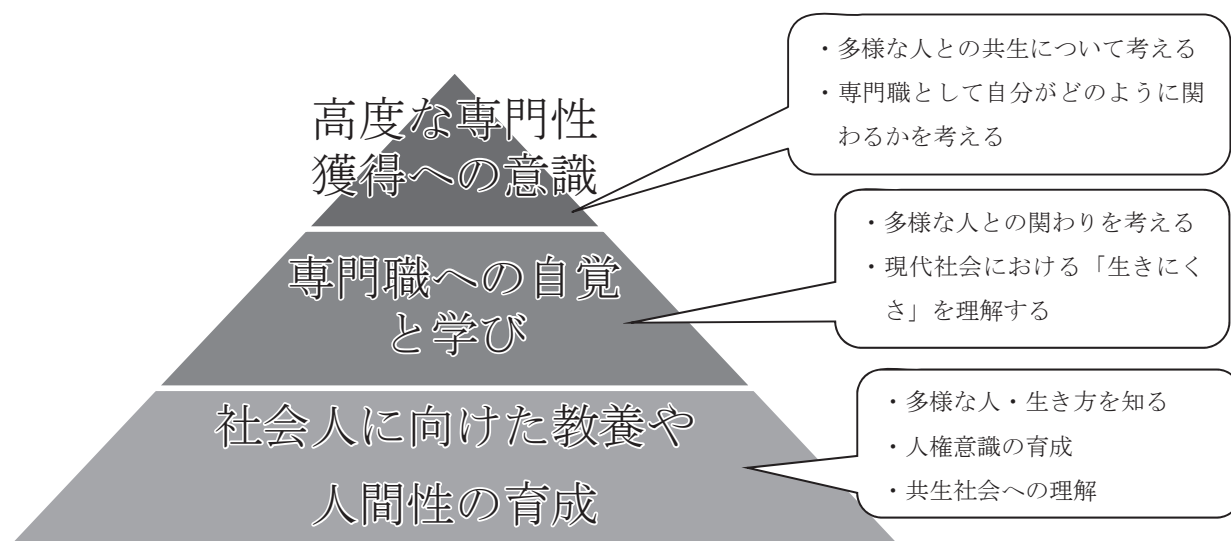 高度な専門性
獲得への意識
・多様な人との共生について考える
・専門職として自分がどのように関
わるかを考える
専門職への自覚
と学び
・多様な人との関わりを考える
・現代社会における「生きにく
さ」を理解する
社会人に向けた教養や
人間性の育成
・多様な人・生き方を知る
・人権意識の育成
・共生社会への理解